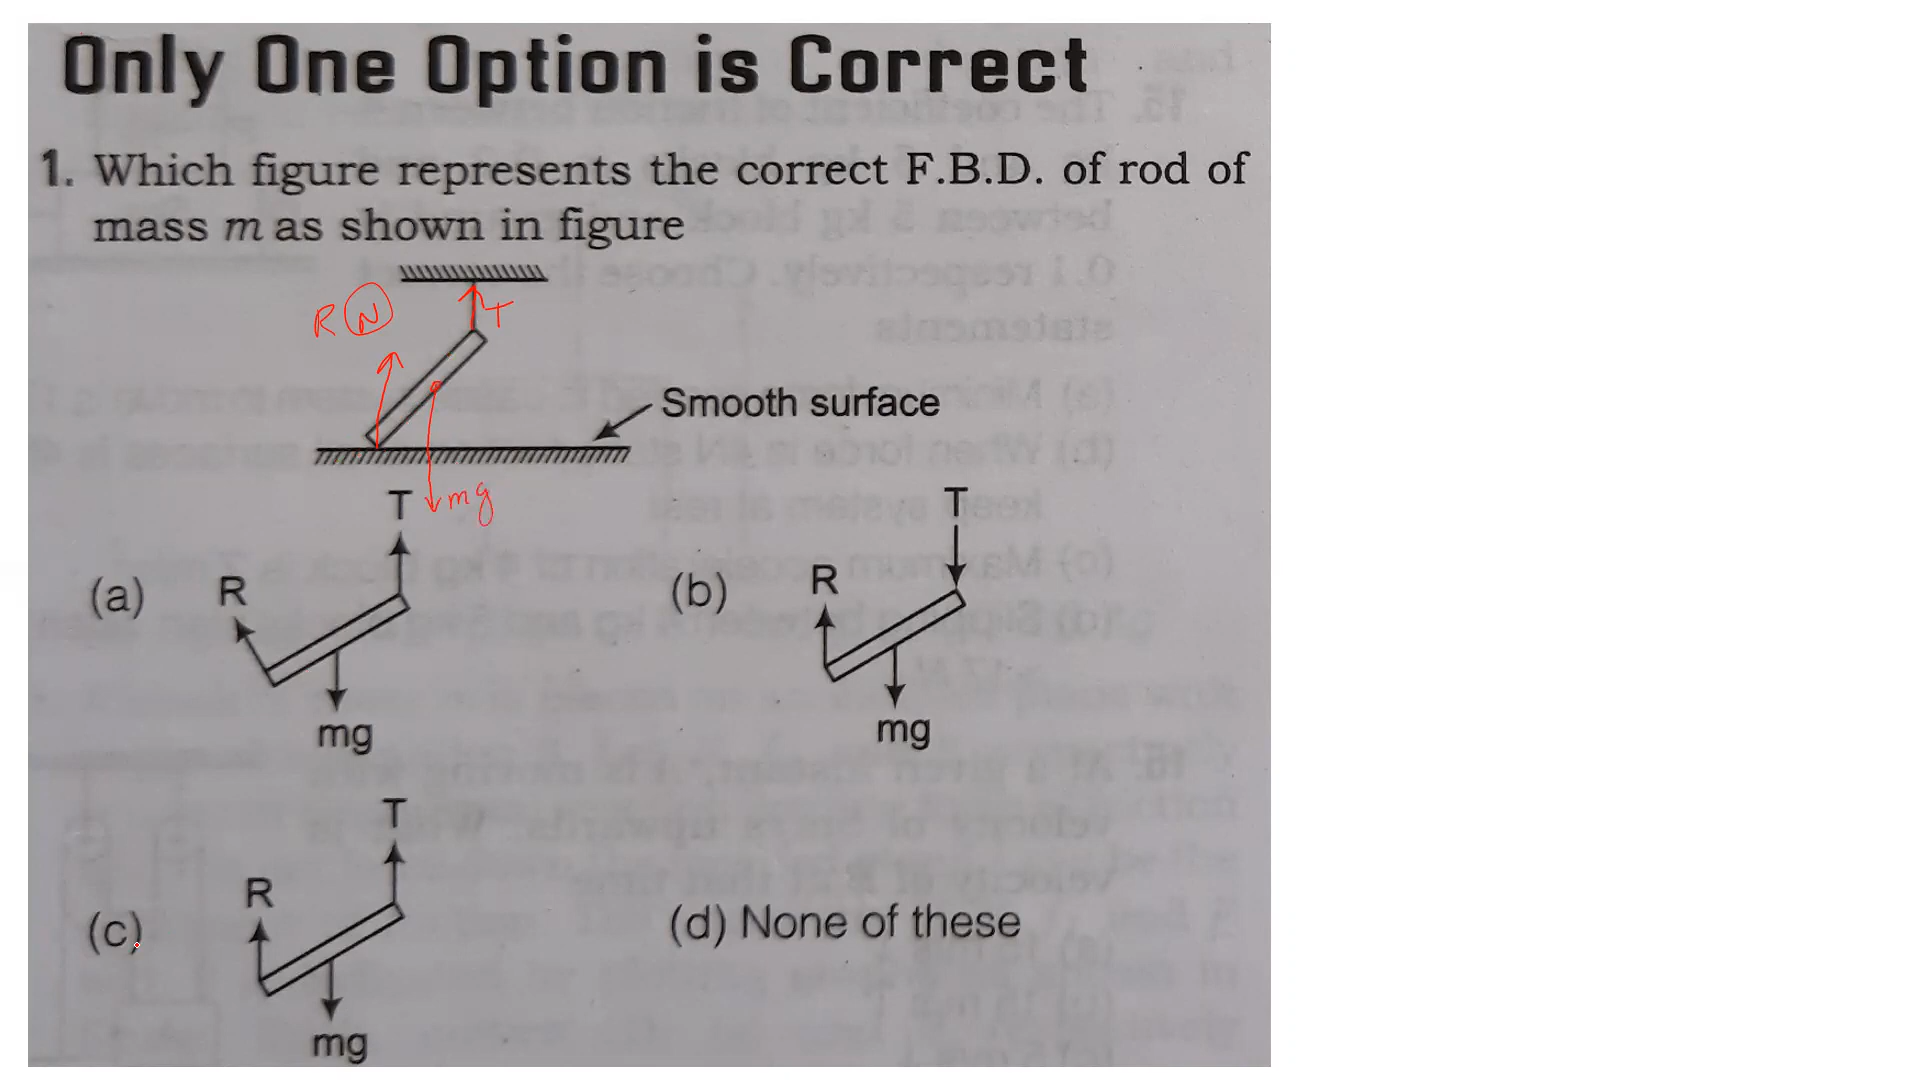 Only One Option is Correct
1. Which figure represents the correct F.B.D. of rod of
mass m as shown in figure
R N
T
Smooth surface
mg
(a)
R
T
mg
(b)
R
T
mg
(c)
R
T
mg
(d) None of these